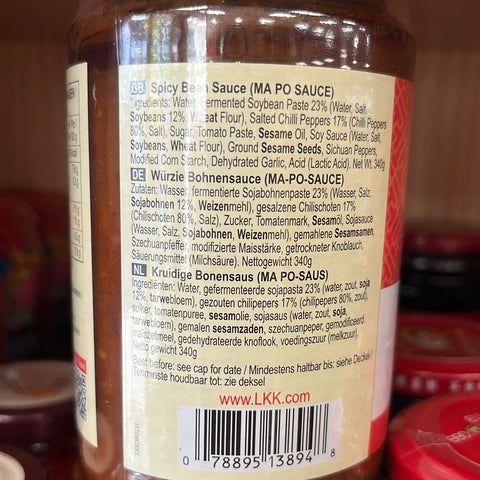 GB Spicy Bean Sauce (MA PO SAUCE)
Ingredients: Water, Fermented Soybean Paste 23% (Water, Salt,
Soybeans 12%, Wheat Flour), Salted Chilli Peppers 17% (Chilli Peppers
80%, Salt), Sugar, Tomato Paste, Sesame Oil, Soy Sauce (Water, Salt,
Soybeans, Wheat Flour), Ground Sesame Seeds, Sichuan Peppers,
Modified Corn Starch, Dehydrated Garlic, Acid (Lactic Acid). Net Wt. 340g
DE Würzie Bohnensauce (MA-PO-SAUCE)
Zutaten: Wasser, fermentierte Sojabohnenpaste 23% (Wasser, Salz,
Sojabohnen 12%, Weizenmehl), gesalzene Chilischoten 17%
(Chilischoten 80%, Salz), Zucker, Tomatenmark, Sesamöl, Sojasauce
(Wasser, Salz, Sojabohnen, Weizenmehl), gemahlene Sesamsamen,
Szechuanpfeffer, modifizierte Maisstärke, getrockneter Knoblauch,
Säuerungsmittel (Milchsäure). Nettogewicht 340g
NL Kruidige Bonensaus (MA PO-SAUS)
Ingrediënten: Water, gefermenteerde sojapasta 23% (water, zout, soja
12%, tarwebloem), gezouten chilipepers 17% (chilipepers 80%, zout),
suiker, tomatenpuree, sesamolie, sojasaus (water, zout, soja,
tarwebloem), gemalen sesamzaden, szechuanpeper, gemodificeerd
maïszetmeel, gedehydrateerde knoflook, voedingszuur (melkzuur).
Netto gewicht 340g
Best before: see cap for date / Mindestens haltbar bis: siehe Deckel /
Tenminste houdbaar tot: zie deksel
www.LKK.com
0 78895 13894 8